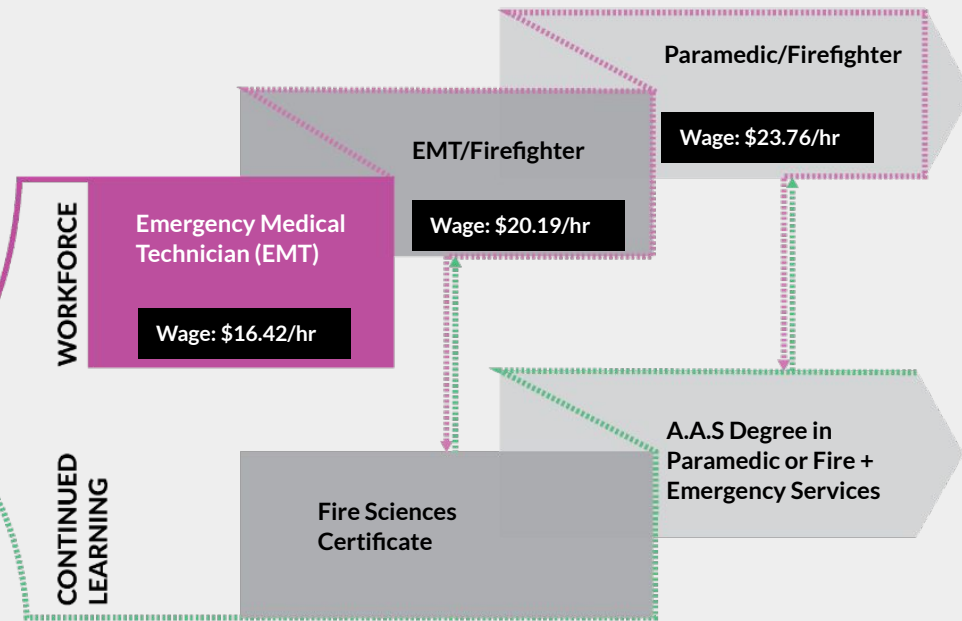 Paramedic/Firefighter
Wage: $23.76/hr
EMT/Firefighter
Wage: $20.19/hr
WORKFORCE
Emergency Medical
Technician (EMT)
Wage: $16.42/hr
CONTINUED
LEARNING
Fire Sciences
Certificate
A.A.S Degree in
Paramedic or Fire +
Emergency Services